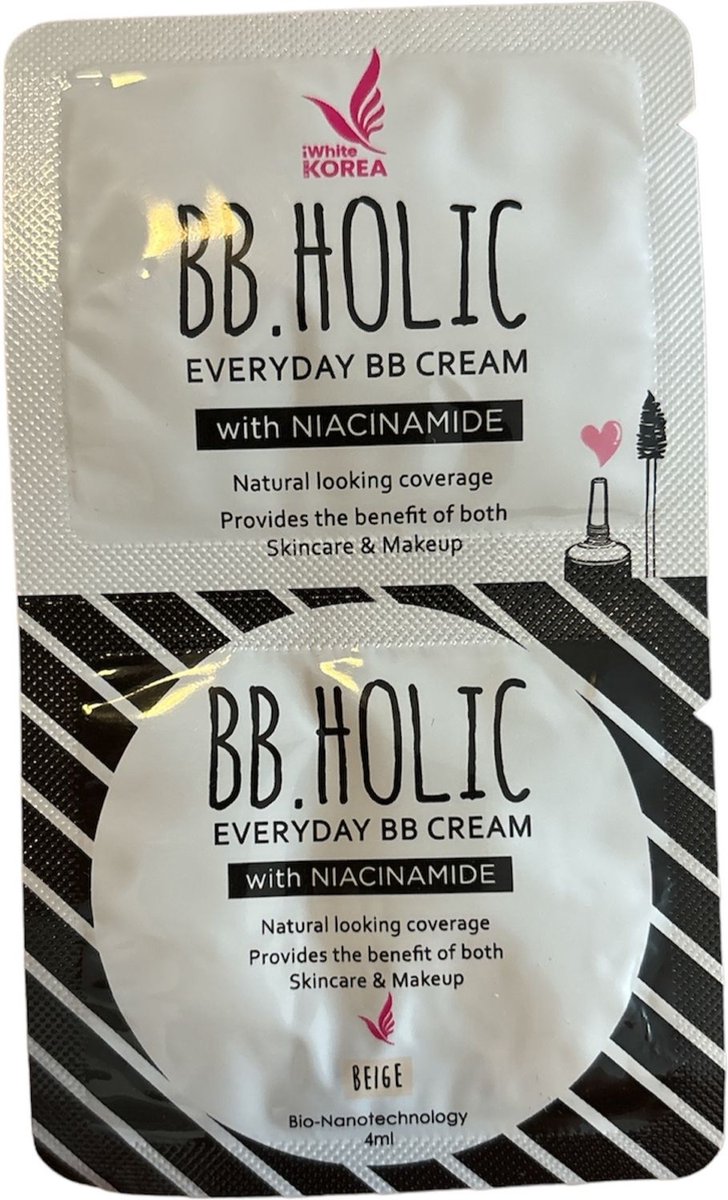 iWhite
KOREA
BB.HOLIC
EVERYDAY BB CREAM
with NIACINAMIDE
Natural looking coverage
Provides the benefit of both
Skincare & Makeup
BB.HOLIC
EVERYDAY BB CREAM
with NIACINAMIDE
Natural looking coverage
Provides the benefit of both
Skincare & Makeup
BEIGE
Bio-Nanotechnology
4ml